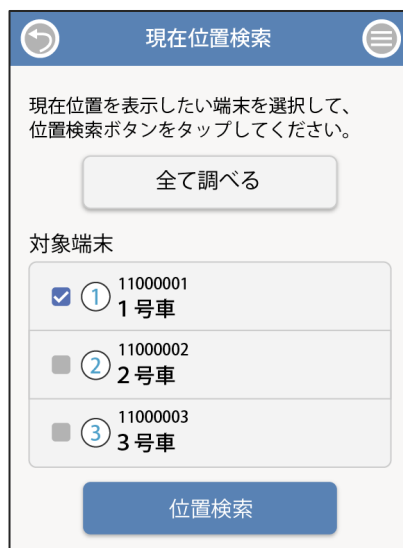 現在位置検索
現在位置を表示したい端末を選択して、
位置検索ボタンをタップしてください。
全て調べる
対象端末
① 11000001
1号車
② 11000002
2号車
③ 11000003
3号車
位置検索